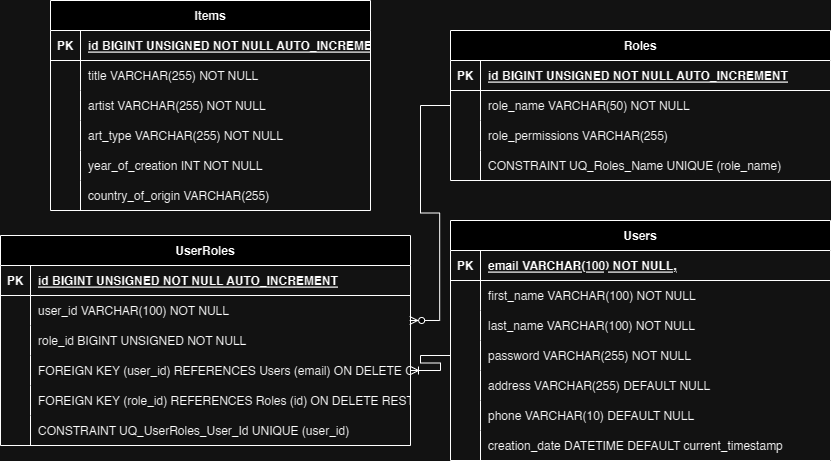 Items
PK id BIGINT UNSIGNED NOT NULL AUTO_INCREME
title VARCHAR(255) NOT NULL
artist VARCHAR(255) NOT NULL
art_type VARCHAR(255) NOT NULL
year_of_creation INT NOT NULL
country_of_origin VARCHAR(255)
Roles
PK id BIGINT UNSIGNED NOT NULL AUTO_INCREMENT
role_name VARCHAR(50) NOT NULL
role_permissions VARCHAR(255)
CONSTRAINT UQ_Roles_Name UNIQUE (role_name)
UserRoles
PK id BIGINT UNSIGNED NOT NULL AUTO_INCREMENT
user_id VARCHAR(100) NOT NULL
role_id BIGINT UNSIGNED NOT NULL
FOREIGN KEY (user_id) REFERENCES Users (email) ON DELETE
FOREIGN KEY (role_id) REFERENCES Roles (id) ON DELETE REST
CONSTRAINT UQ_UserRoles_User_Id UNIQUE (user_id)
Users
PK email VARCHAR(100) NOT NULL,
first_name VARCHAR(100) NOT NULL
last_name VARCHAR(100) NOT NULL
password VARCHAR(255) NOT NULL
address VARCHAR(255) DEFAULT NULL
phone VARCHAR(10) DEFAULT NULL
creation_date DATETIME DEFAULT current_timestamp